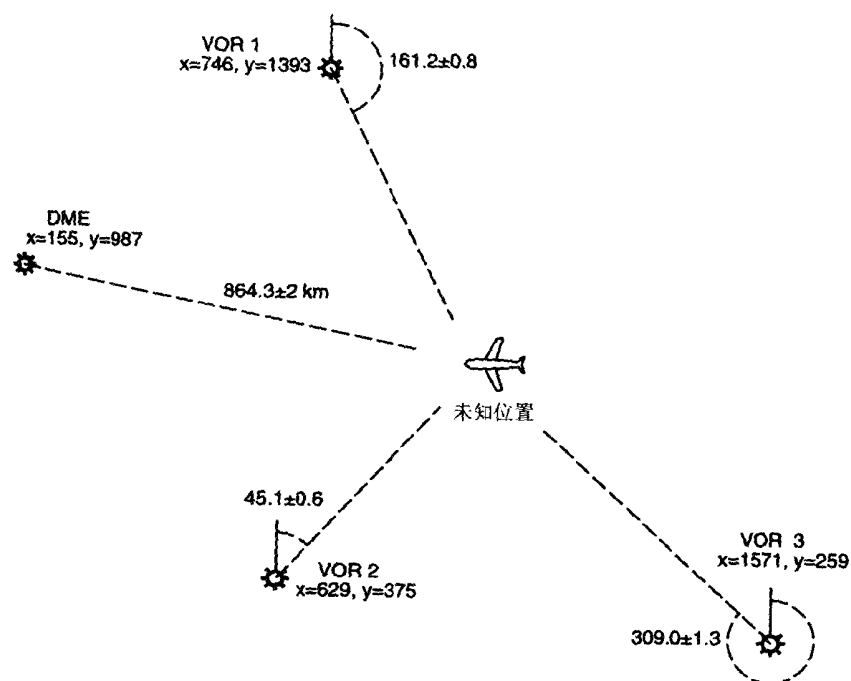 VOR 1
x=746, y=1393
161.2±0.8
DME
x=155, y=987
864.3±2 km
未知位置
45.1±0.6
VOR 2
x=629, y=375
VOR 3
x=1571, y=259
309.0±1.3